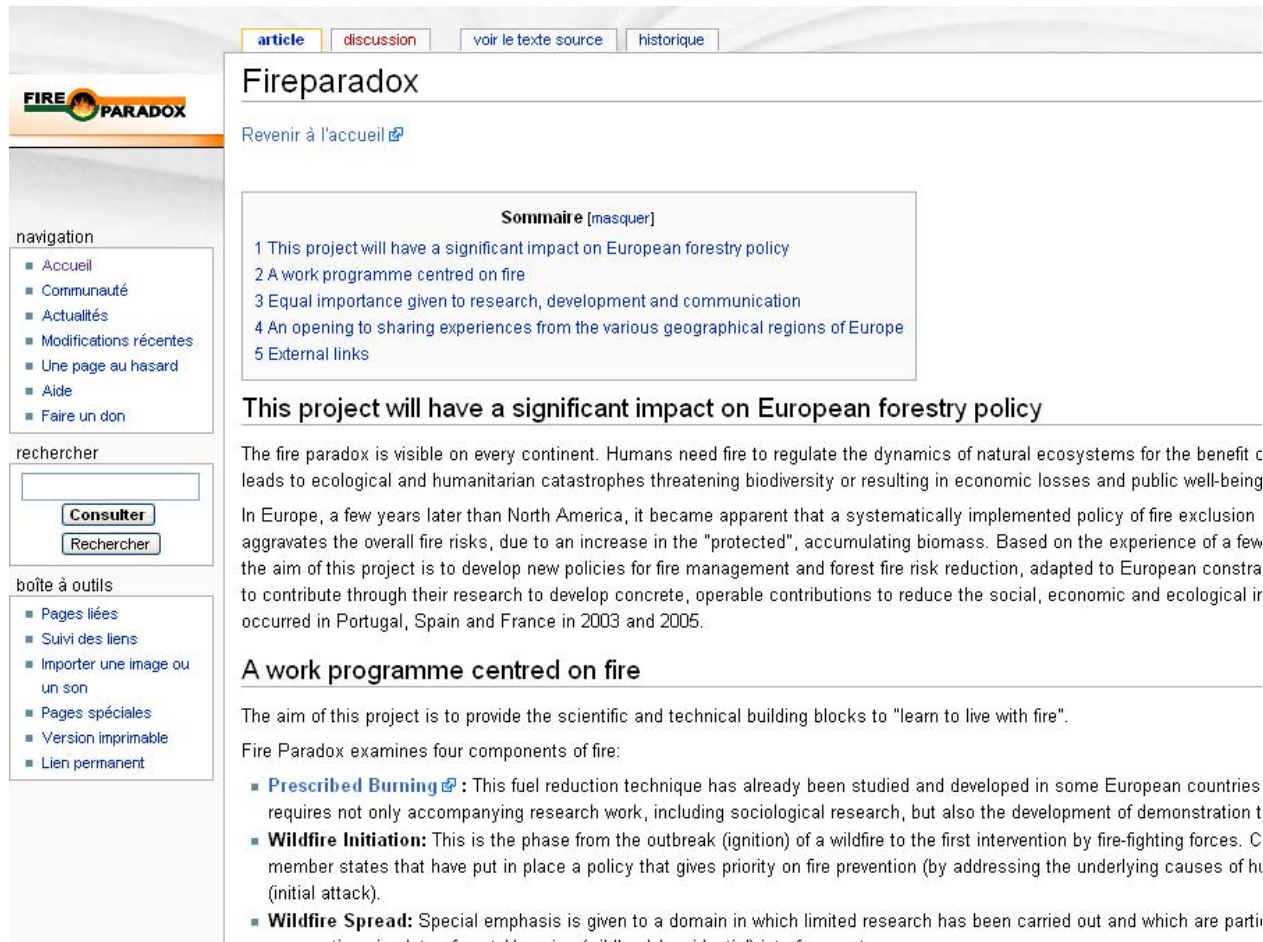 article discussion voir le texte source historique
FIRE PARADOX
Fireparadox
Revenir à l'accueil
Sommaire [masquer]
1 This project will have a significant impact on European forestry policy
2 A work programme centred on fire
3 Equal importance given to research, development and communication
4 An opening to sharing experiences from the various geographical regions of Europe
5 External links
navigation
Accueil
Communauté
Actualités
Modifications récentes
Une page au hasard
Aide
Faire un don
rechercher
Consulter
Rechercher
boîte à outils
Pages liées
Suivi des liens
Importer une image ou
un son
Pages spéciales
Version imprimable
Lien permanent
This project will have a significant impact on European forestry policy
The fire paradox is visible on every continent. Humans need fire to regulate the dynamics of natural ecosystems for the benefit
leads to ecological and humanitarian catastrophes threatening biodiversity or resulting in economic losses and public well-being
In Europe, a few years later than North America, it became apparent that a systematically implemented policy of fire exclusion
aggravates the overall fire risks, due to an increase in the "protected", accumulating biomass. Based on the experience of a few
the aim of this project is to develop new policies for fire management and forest fire risk reduction, adapted to European
to contribute through their research to develop concrete, operable contributions to reduce the social, economic and ecological
occurred in Portugal, Spain and France in 2003 and 2005.
A work programme centred on fire
The aim of this project is to provide the scientific and technical building blocks to "learn to live with fire".
Fire Paradox examines four components of fire:
Prescribed Burning : This fuel reduction technique has already been studied and developed in some European countries
requires not only accompanying research work, including sociological research, but also the development of demonstration
Wildfire Initiation: This is the phase from the outbreak (ignition) of a wildfire to the first intervention by fire-fighting forces.
member states that have put in place a policy that gives priority on fire prevention (by addressing the underlying causes of
(initial attack).
Wildfire Spread: Special emphasis is given to a domain in which limited research has been carried out and which are